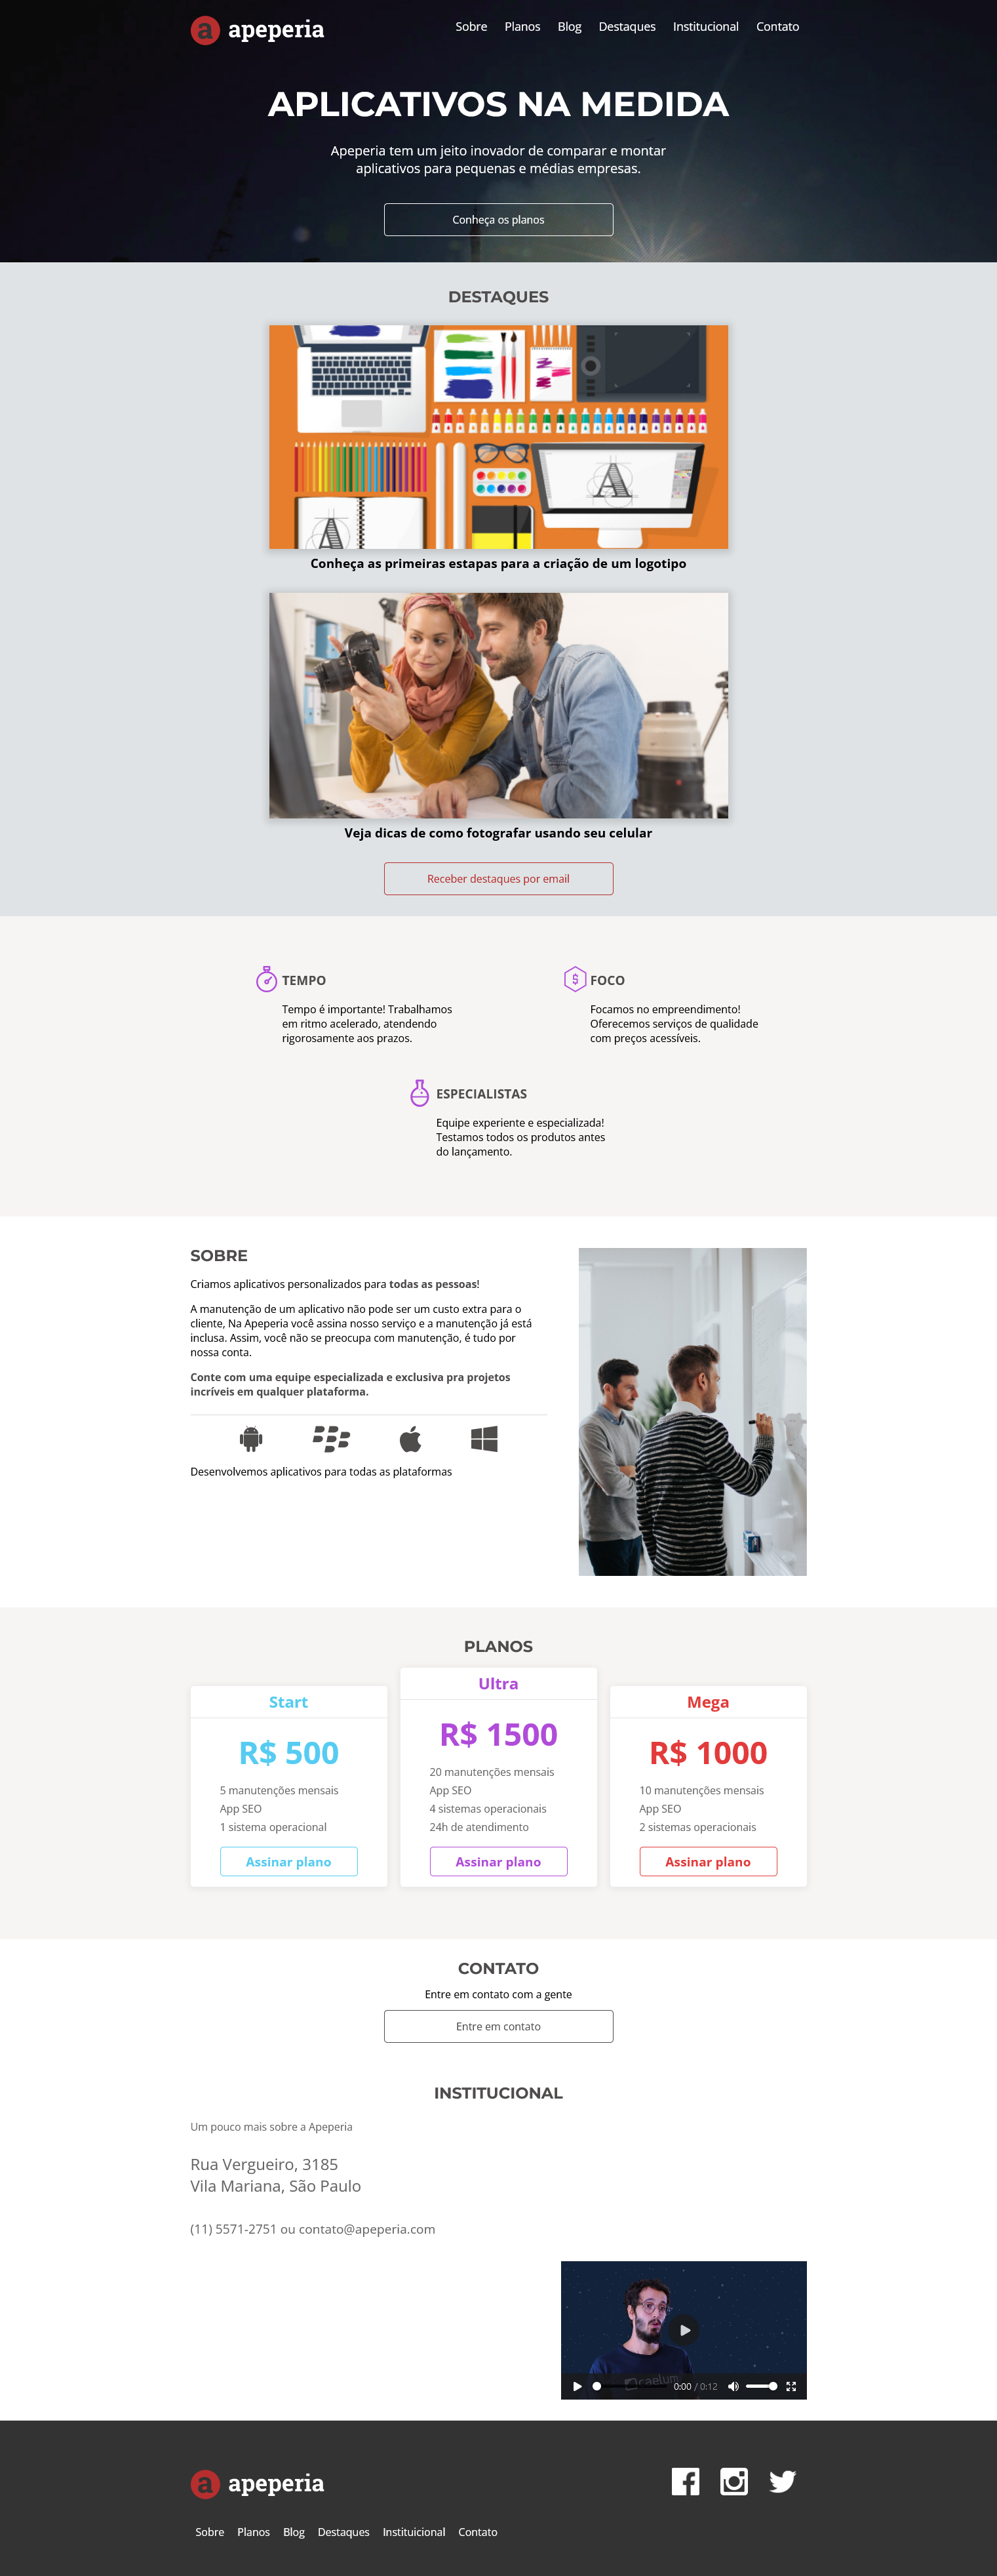 a apeperia
Sobre Planos Blog Destaques Institucional Contato
APLICATIVOS NA MEDIDA
Apeperia tem um jeito inovador de comparar e montar
aplicativos para pequenas e médias empresas.
Conheça os planos
DESTAQUES
A
A
Conheça as primeiras estapas para a criação de um logotipo
Veja dicas de como fotografar usando seu celular
Receber destaques por email
TEMPO
Tempo é importante! Trabalhamos
em ritmo acelerado, atendendo
rigorosamente aos prazos.
$ FOCO
Focamos no empreendimento!
Oferecemos serviços de qualidade
com preços acessíveis.
ESPECIALISTAS
Equipe experiente e especializada!
Testamos todos os produtos antes
do lançamento.
SOBRE
Criamos aplicativos personalizados para todas as pessoas!
A manutenção de um aplicativo não pode ser um custo extra para o
cliente, Na Apeperia você assina nosso serviço e a manutenção já está
inclusa. Assim, você não se preocupa com manutenção, é tudo por
nossa conta.
Conte com uma equipe especializada e exclusiva pra projetos
incríveis em qualquer plataforma.
Desenvolvemos aplicativos para todas as plataformas
PLANOS
Start
R$ 500
5 manutenções mensais
App SEO
1 sistema operacional
Assinar plano
Ultra
R$ 1500
20 manutenções mensais
App SEO
4 sistemas operacionais
24h de atendimento
Assinar plano
Mega
R$ 1000
10 manutenções mensais
App SEO
2 sistemas operacionais
Assinar plano
CONTATO
Entre em contato com a gente
Entre em contato
INSTITUCIONAL
Um pouco mais sobre a Apeperia
Rua Vergueiro, 3185
Vila Mariana, São Paulo
(11) 5571-2751 ou contato@apeperia.com
caelum
0:00 / 0:12
a apeperia
Sobre Planos Blog Destaques Instituicional Contato